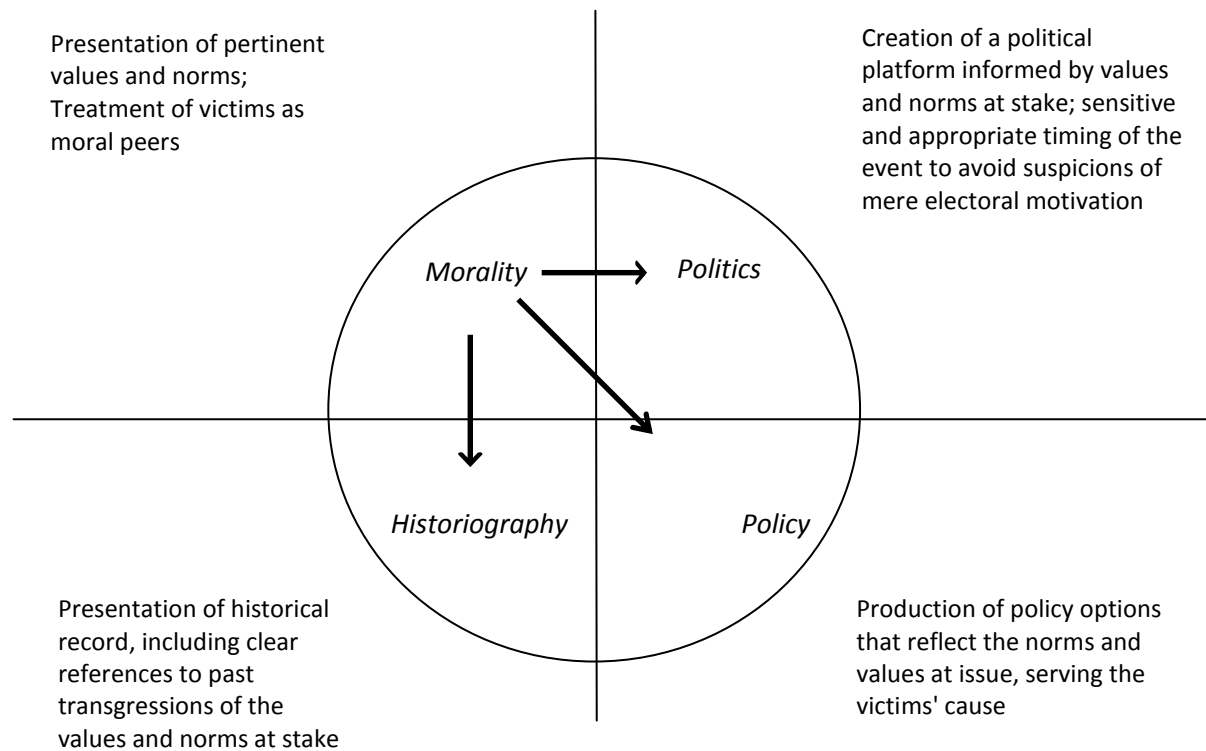 Presentation of pertinent
values and norms;
Treatment of victims as
moral peers
Creation of a political
platform informed by values
and norms at stake; sensitive
and appropriate timing of the
event to avoid suspicions of
mere electoral motivation
Morality
Politics
Historiography
Policy
Presentation of historical
record, including clear
references to past
transgressions of the
values and norms at stake
Production of policy options
that reflect the norms and
values at issue, serving the
victims' cause